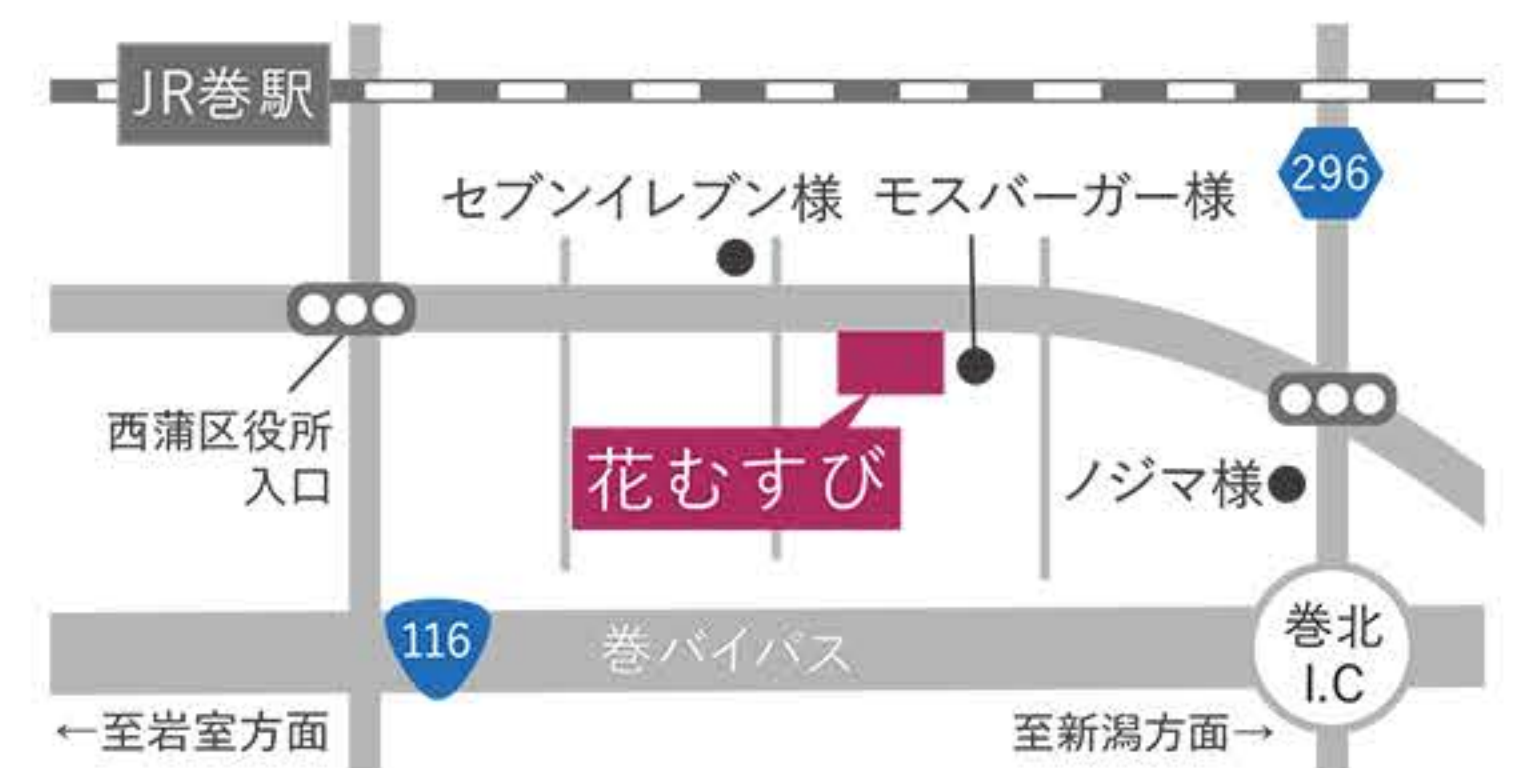 JR巻駅
296
セブンイレブン様
モスバーガー様
西蒲区役所
入口
花むすび
ノジマ様
116
巻バイパス
巻北
I.C
←至岩室方面
至新潟方面→